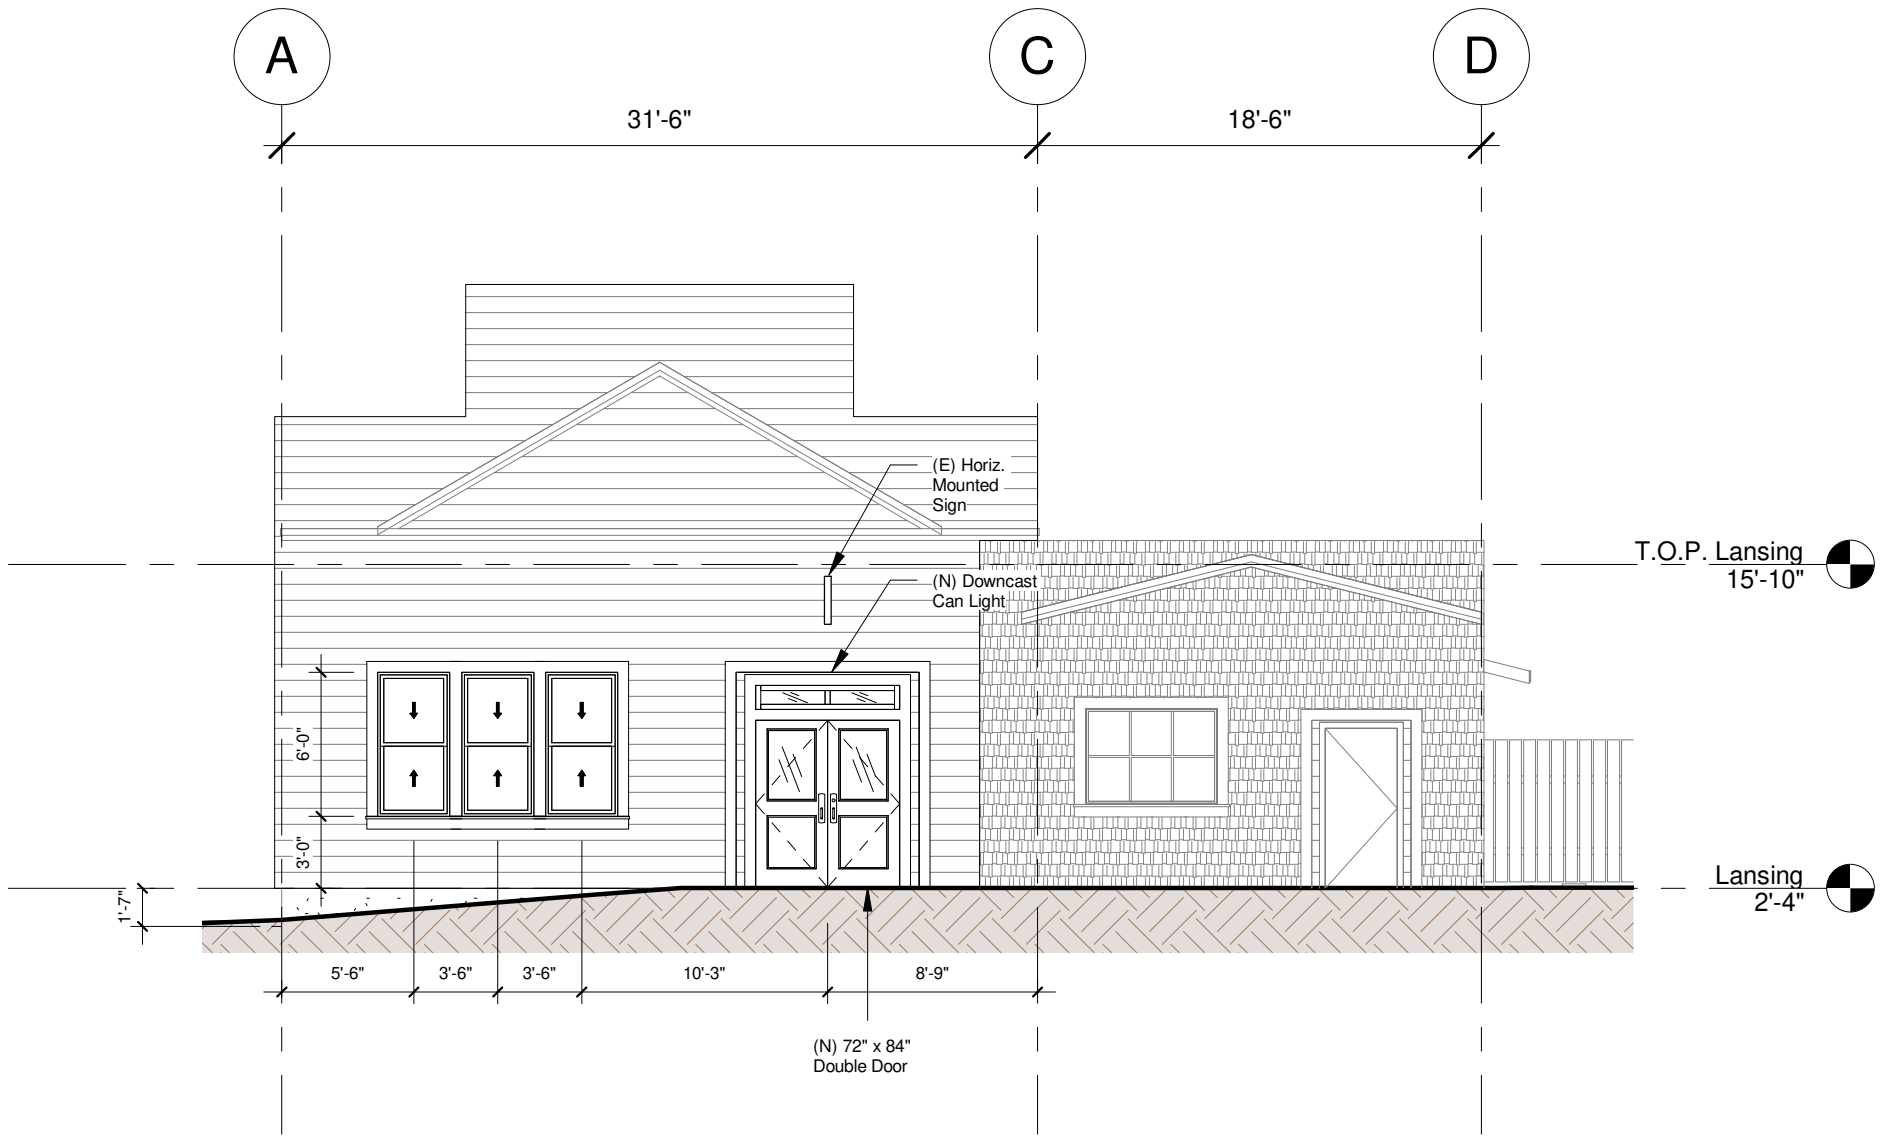 A
C
D
31'-6"
18'-6"
(E) Horiz.
Mounted
Sign
(N) Downcast
Can Light
T.O.P. Lansing
15'-10"
6'-0"
3'-0"
1'-7"
Lansing
2'-4"
5'-6"
3'-6"
3'-6"
10'-3"
8'-9"
(N) 72" x 84"
Double Door